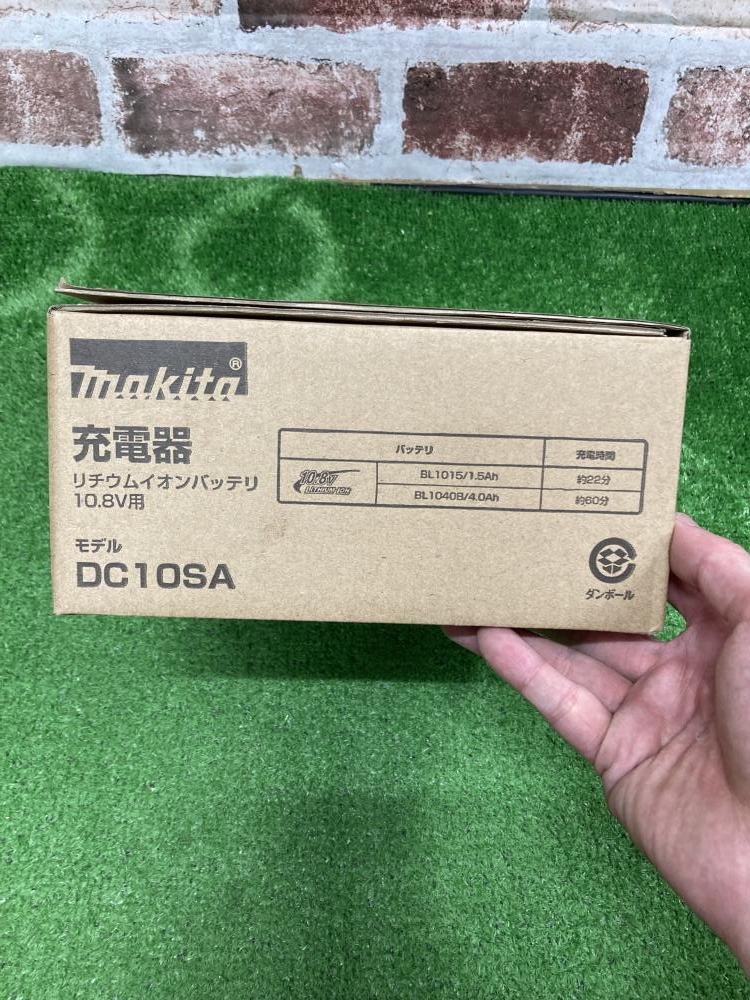 makita®
充電器
リチウムイオンバッテリ
10.8V用
モデル
DC10SA
バッテリ 充電時間
10.8V
LITHIUM-ION
BL1015/1.5Ah 約22分
BL1040B/4.0Ah 約60分
ダンボール